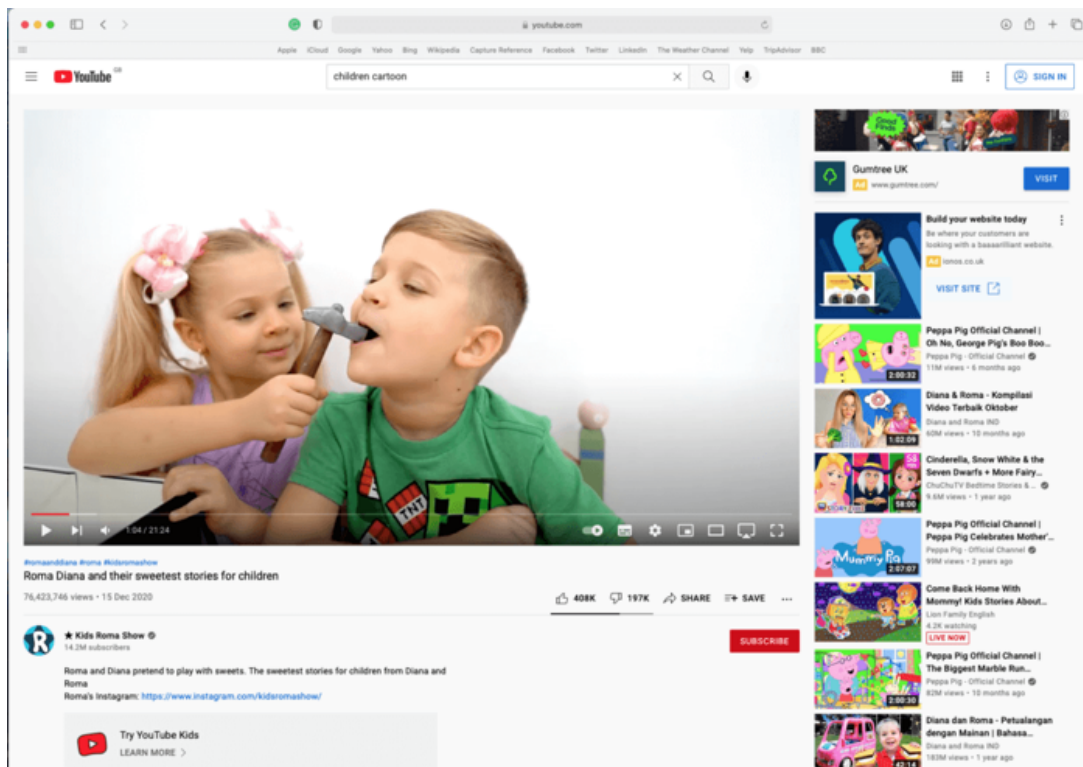 youtube.com
Apple iCloud Google Yahoo Bing Wikipedia Capture Reference Facebook Twitter LinkedIn The Weather Channel Yelp TripAdvisor BBC
YouTube GB
children cartoon
SIGN IN
Good Finds
Gumtree UK
Ad www.gumtree.com/
VISIT
Build your website today
Be where your customers are
looking with a baaaarilliant website.
Ad ionos.co.uk
VISIT SITE
TNT
1:04 / 21:24
#romaanddiana #roma #kidsromashow
Roma Diana and their sweetest stories for children
76,423,746 views • 15 Dec 2020
408K 197K SHARE SAVE
R
★ Kids Roma Show
14.2M subscribers
SUBSCRIBE
Roma and Diana pretend to play with sweets. The sweetest stories for children from Diana and
Roma
Roma's Instagram: https://www.instagram.com/kidsromashow/
Try YouTube Kids
LEARN MORE
Peppa Pig Official Channel |
Oh No, George Pig's Boo Boo...
Peppa Pig - Official Channel
11M views • 6 months ago
2:00:32
Diana & Roma - Kompilasi
Video Terbaik Oktober
Diana and Roma IND
60M views • 10 months ago
1:02:09
Cinderella, Snow White & the
Seven Dwarfs + More Fairy...
ChuChuTV Bedtime Stories & ...
9.6M views • 1 year ago
58:00
Peppa Pig Official Channel |
Peppa Pig Celebrates Mother'...
Peppa Pig - Official Channel
99M views • 2 years ago
Mummy Pig
2:07:07
Come Back Home With
Mommy! Kids Stories About...
Lion Family English
4.2K watching
LIVE NOW
Peppa Pig Official Channel |
The Biggest Marble Run...
Peppa Pig - Official Channel
82M views • 10 months ago
2:00:30
Diana dan Roma - Petualangan
dengan Mainan | Bahasa...
Diana and Roma IND
183M views • 1 year ago
42:14